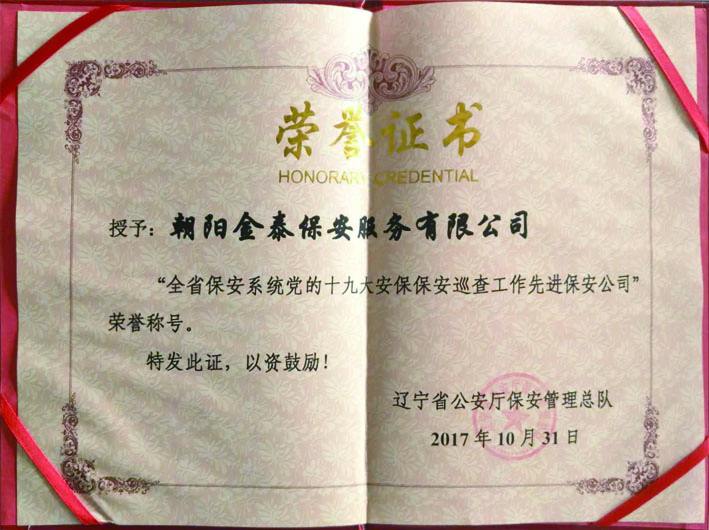 荣誉证书
HONORARY CREDENTIAL
授予：朝阳金泰保安服务有限公司
“全省保安系统党的十九大安保保安巡查工作先进保安公司”
荣誉称号。
特发此证，以资鼓励！
辽宁省公安厅保安管理总队
2017年10月31日